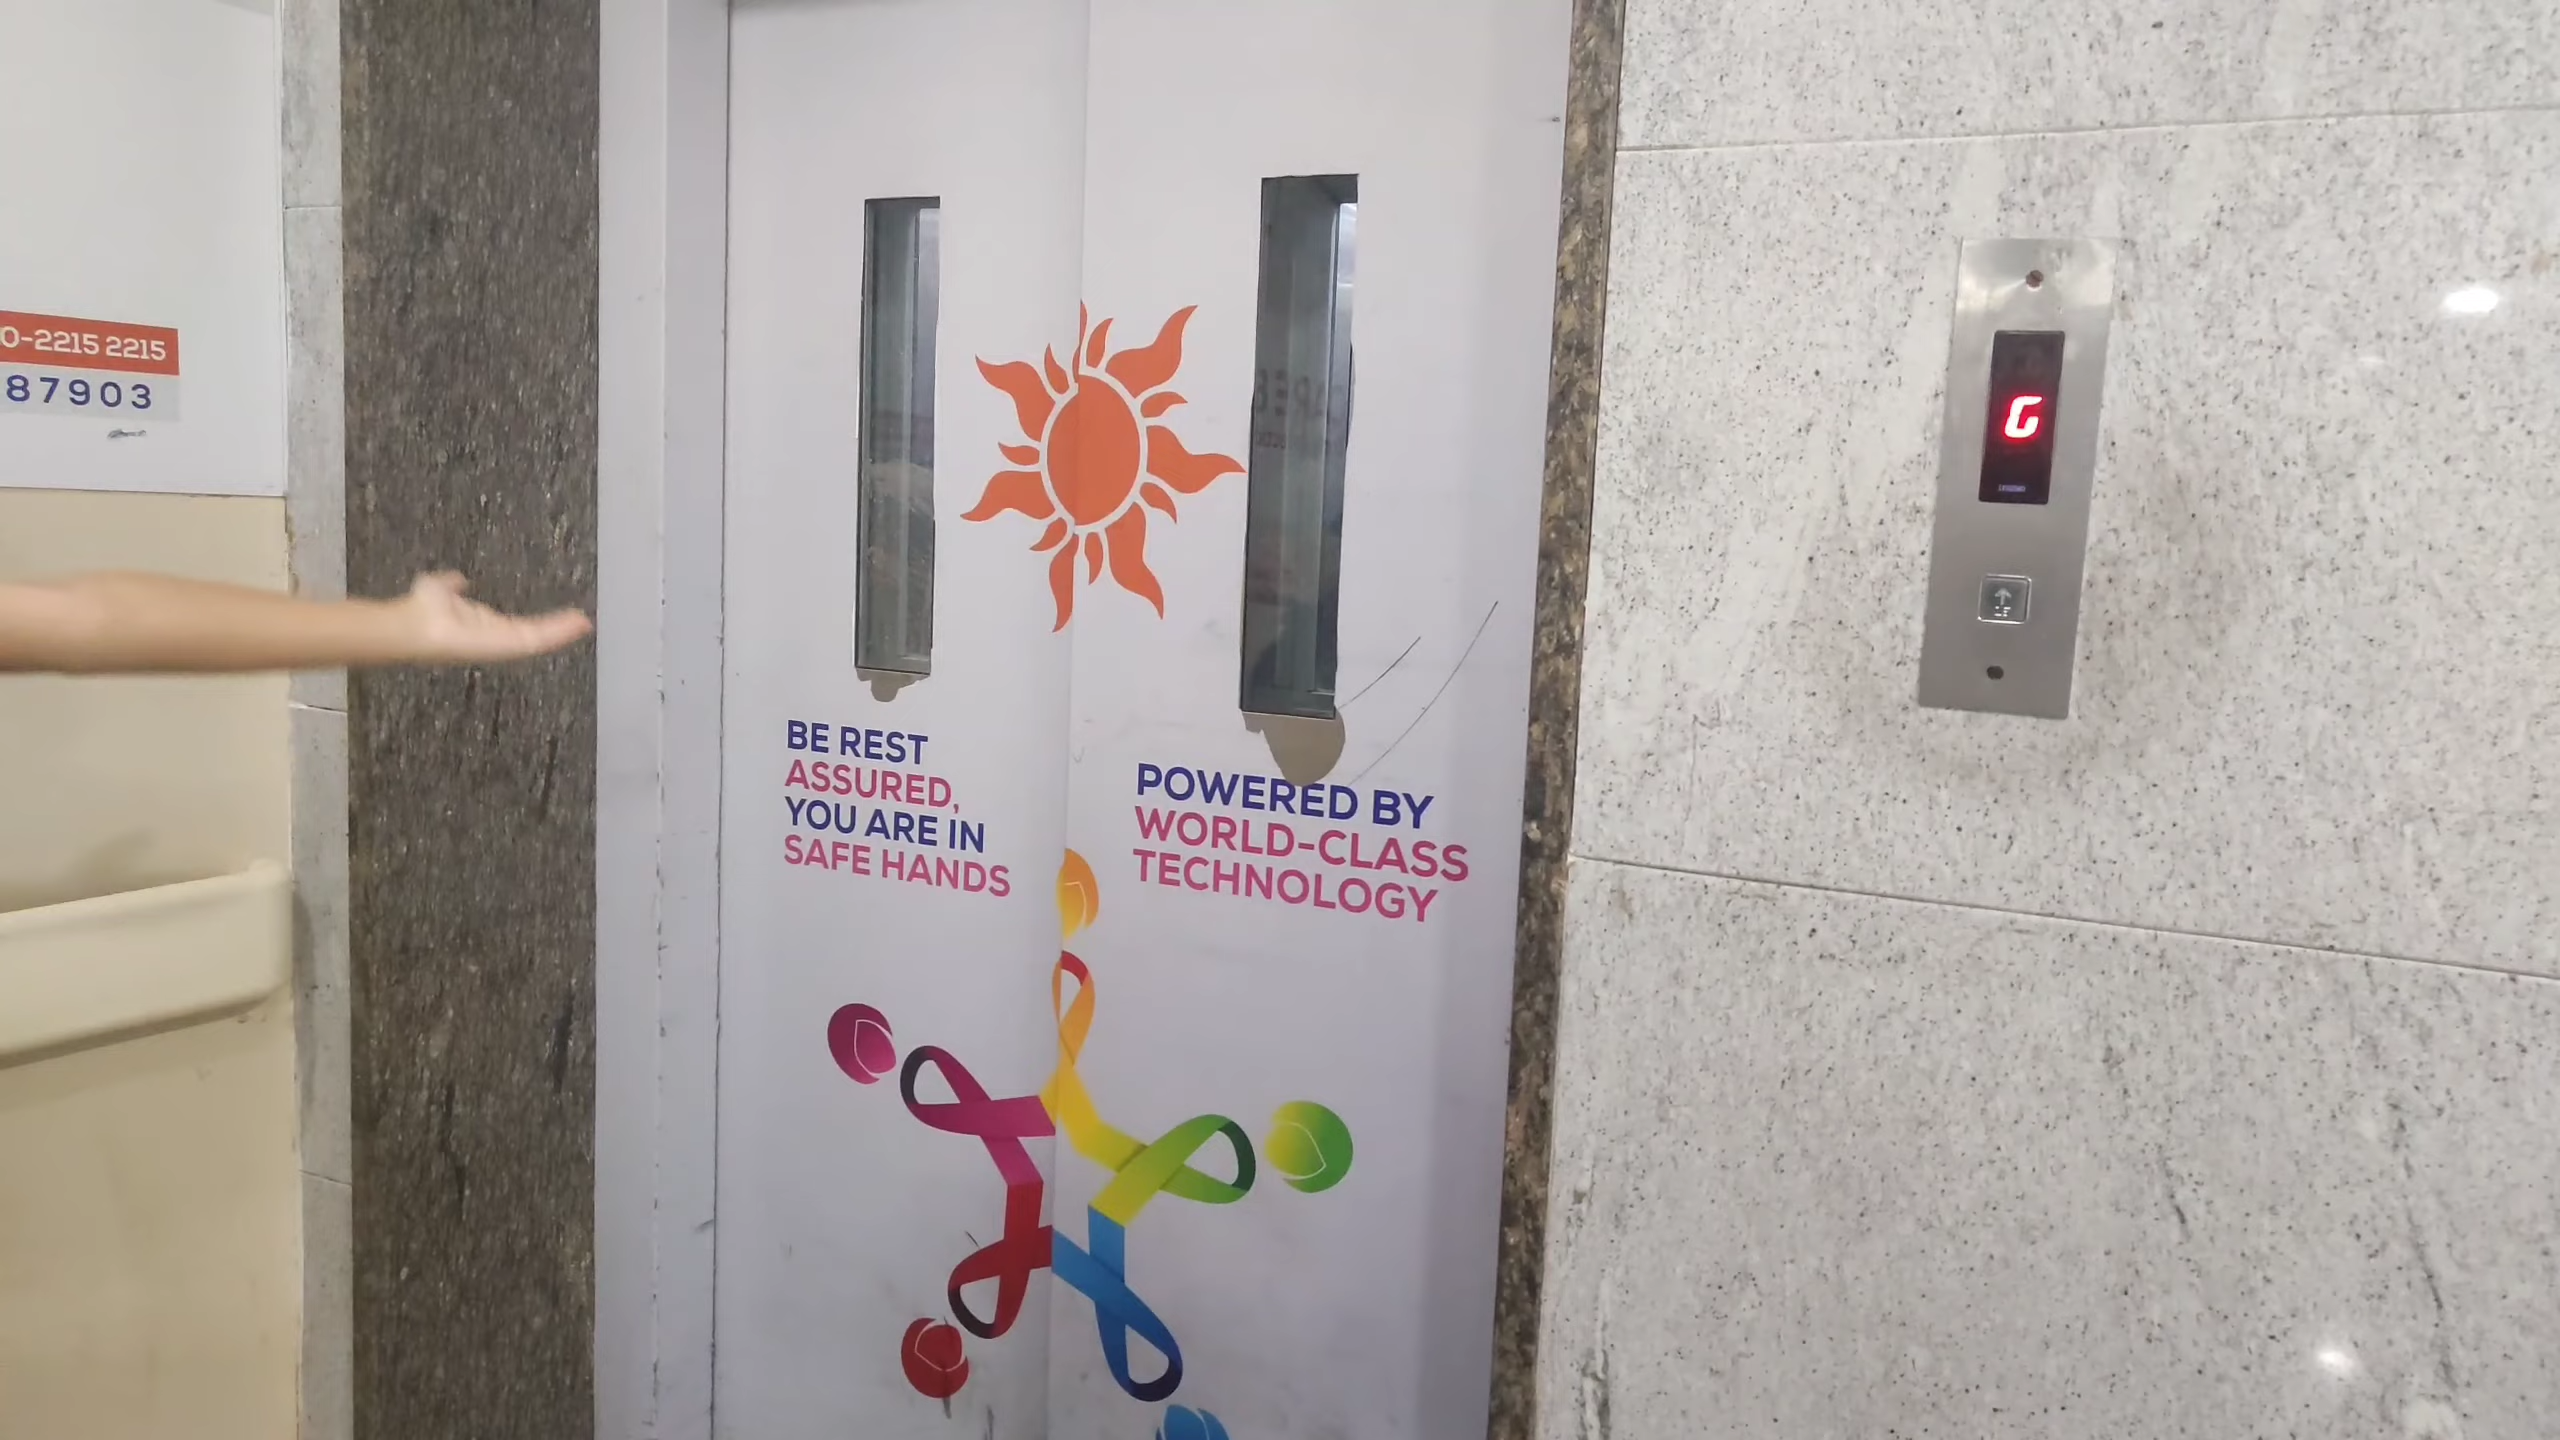 0-2215 2215
87903
G
BE REST
ASSURED,
YOU ARE IN
SAFE HANDS
POWERED BY
WORLD-CLASS
TECHNOLOGY